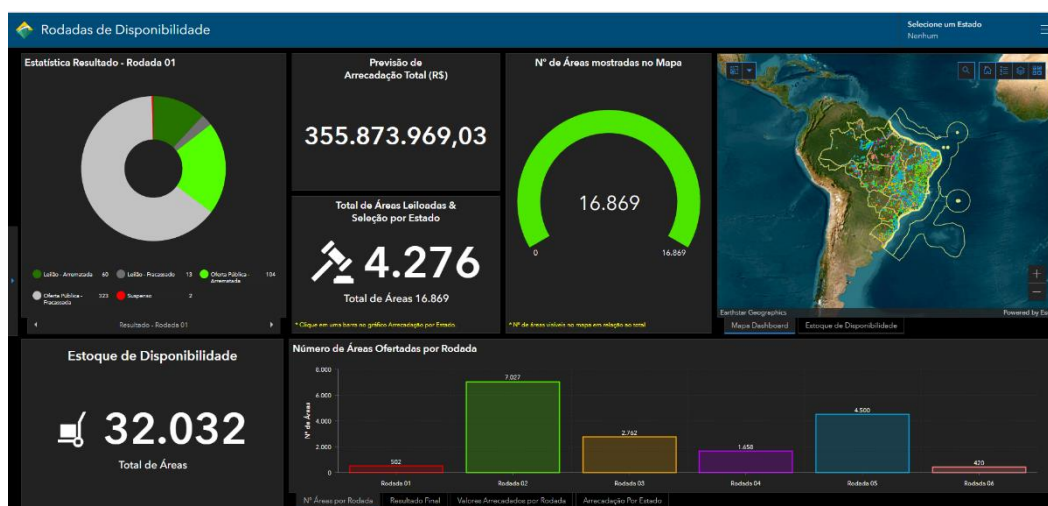 Rodadas de Disponibilidade
Selecione um Estado
Nenhum
Estatística Resultado - Rodada 01
Leilão - Arrematada 60
Leilão - Fracassado 13
Oferta Pública - Arrematada 104
Oferta Pública - Fracassada 323
Suspenso 2
Resultado - Rodada 01
Previsão de
Arrecadação Total (R$)
355.873.969,03
Total de Áreas Leiloadas &
Seleção por Estado
4.276
Total de Áreas 16.869
* Clique em uma barra no gráfico Arrecadação por Estado.
Nº de Áreas mostradas no Mapa
16.869
0
16.869
* Nº de áreas visíveis no mapa em relação ao total
Earthstar Geographics
Powered by Es
Mapa Dashboard
Estoque de Disponibilidade
Estoque de Disponibilidade
32.032
Total de Áreas
Número de Áreas Ofertadas por Rodada
Nº de Áreas
8.000
6.000
4.000
2.000
0
502
7.027
2.762
1.658
4.500
420
Rodada 01
Rodada 02
Rodada 03
Rodada 04
Rodada 05
Rodada 06
Nº Áreas por Rodada
Resultado Final
Valores Arrecadados por Rodada
Arrecadação Por Estado